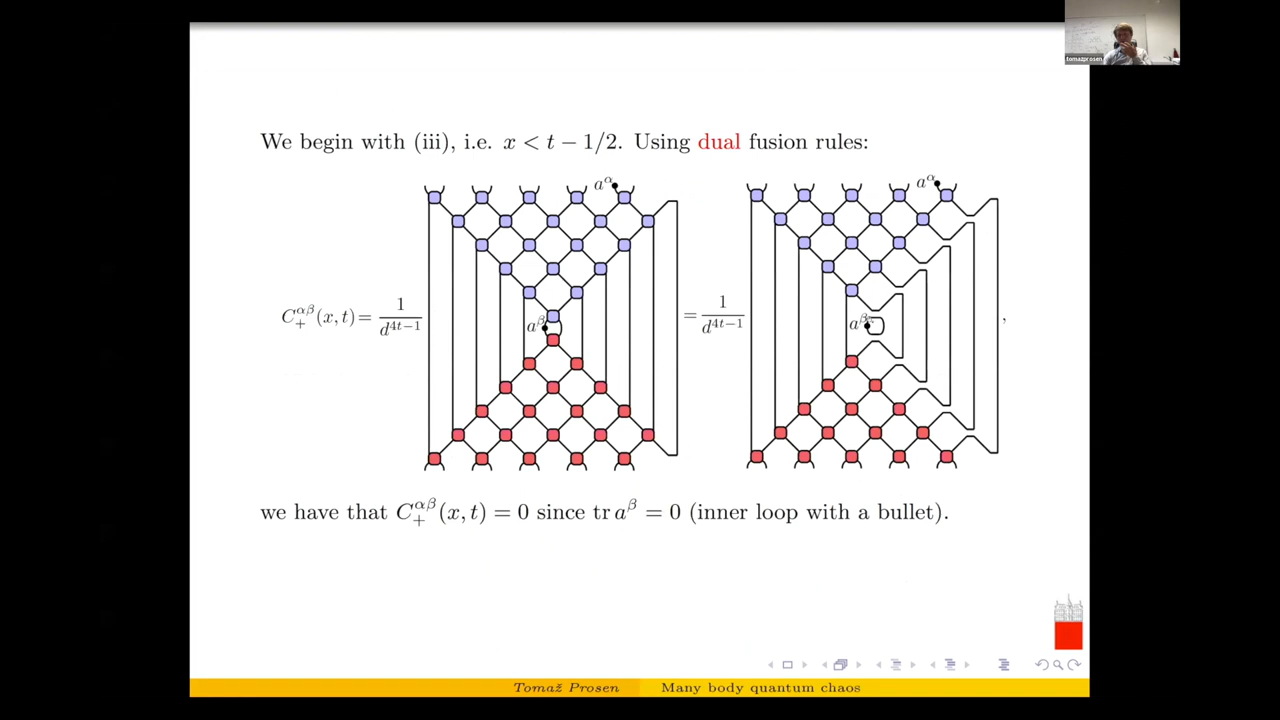 tomazprosen
We begin with (iii), i.e. x < t − 1/2. Using dual fusion rules:
a^α a^α
C_+^{αβ}(x, t) = 1/d^{4t−1} a^β = 1/d^{4t−1} a^β ,
we have that C_+^{αβ}(x, t) = 0 since tr a^β = 0 (inner loop with a bullet).
Tomaž Prosen Many body quantum chaos